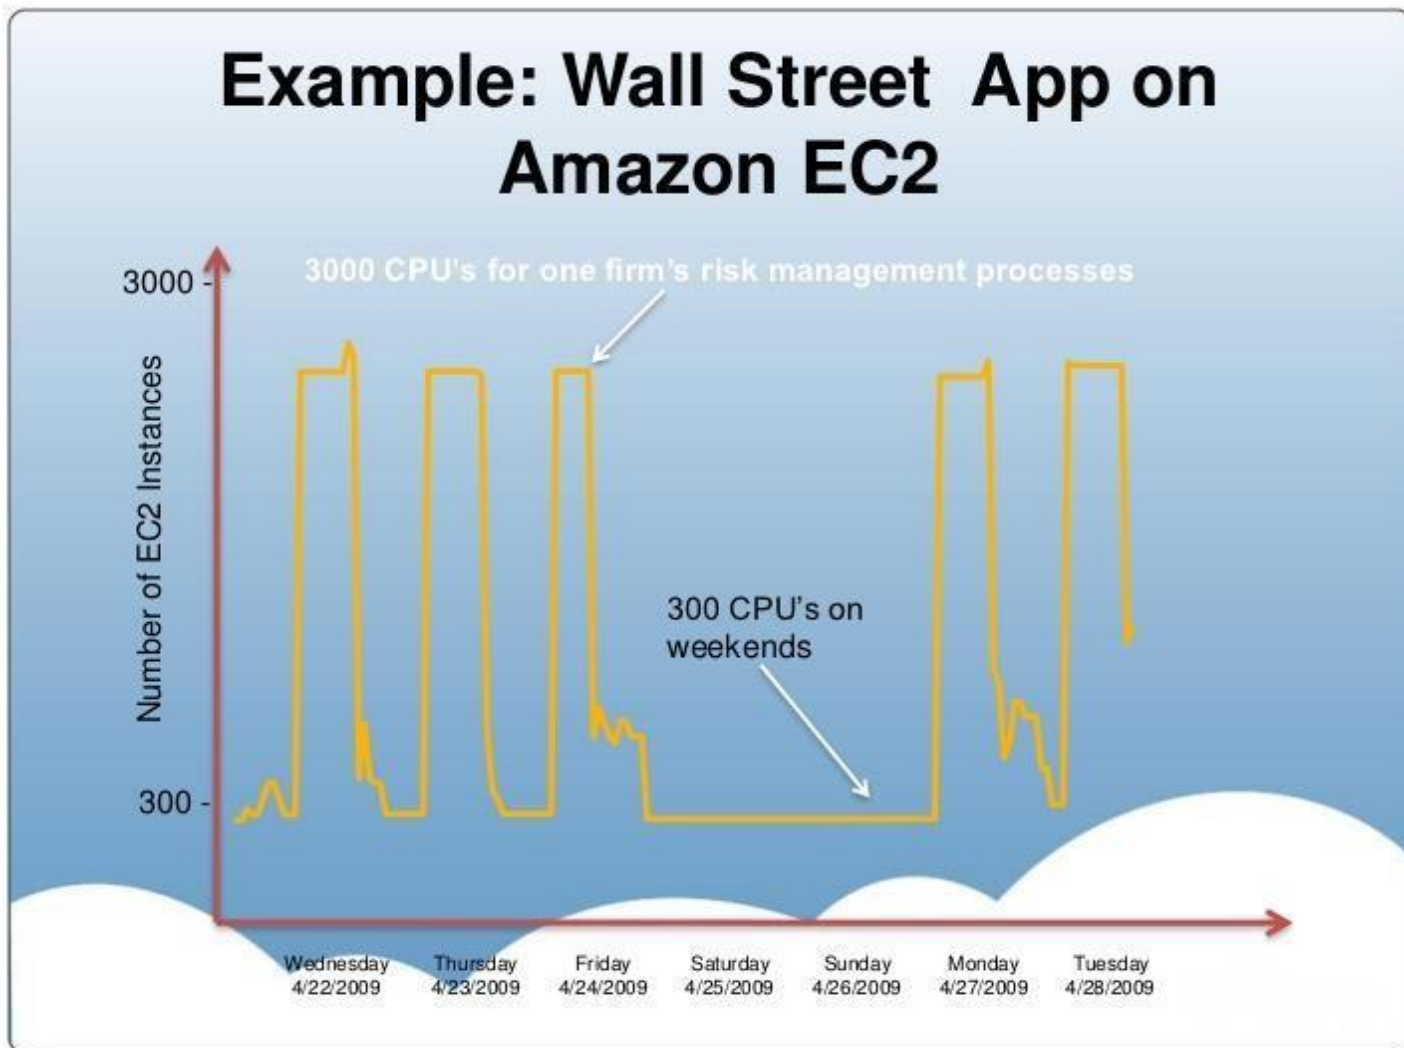 Example: Wall Street App on
Amazon EC2
3000 -
3000 CPU's for one firm's risk management processes
Number of EC2 Instances
300 CPU's on
weekends
300 -
Wednesday
4/22/2009
Thursday
4/23/2009
Friday
4/24/2009
Saturday
4/25/2009
Sunday
4/26/2009
Monday
4/27/2009
Tuesday
4/28/2009